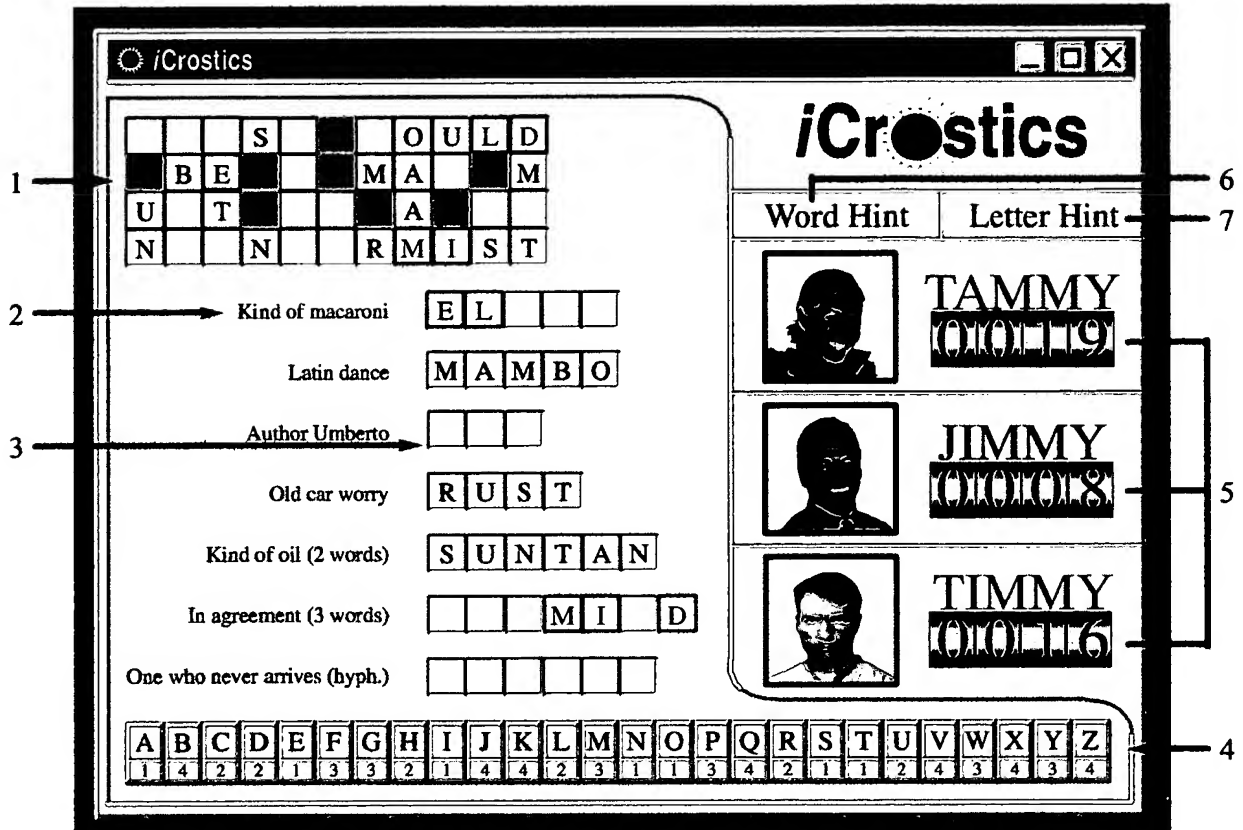 iCrostics
iCrostics
S O U L D
1
B E M A M
6
Word Hint Letter Hint
7
U T A
N N R M I S T
TAMMY
0019
2
Kind of macaroni E L
Latin dance M A M B O
3
Author Umberto
JIMMY
0008
5
Old car worry R U S T
Kind of oil (2 words) S U N T A N
TIMMY
0016
In agreement (3 words) M I D
One who never arrives (hyph.)
A B C D E F G H I J K L M N O P Q R S T U V W X Y Z
4
1 4 2 2 1 3 3 2 1 4 4 2 3 1 1 3 4 2 1 1 2 4 3 4 3 4